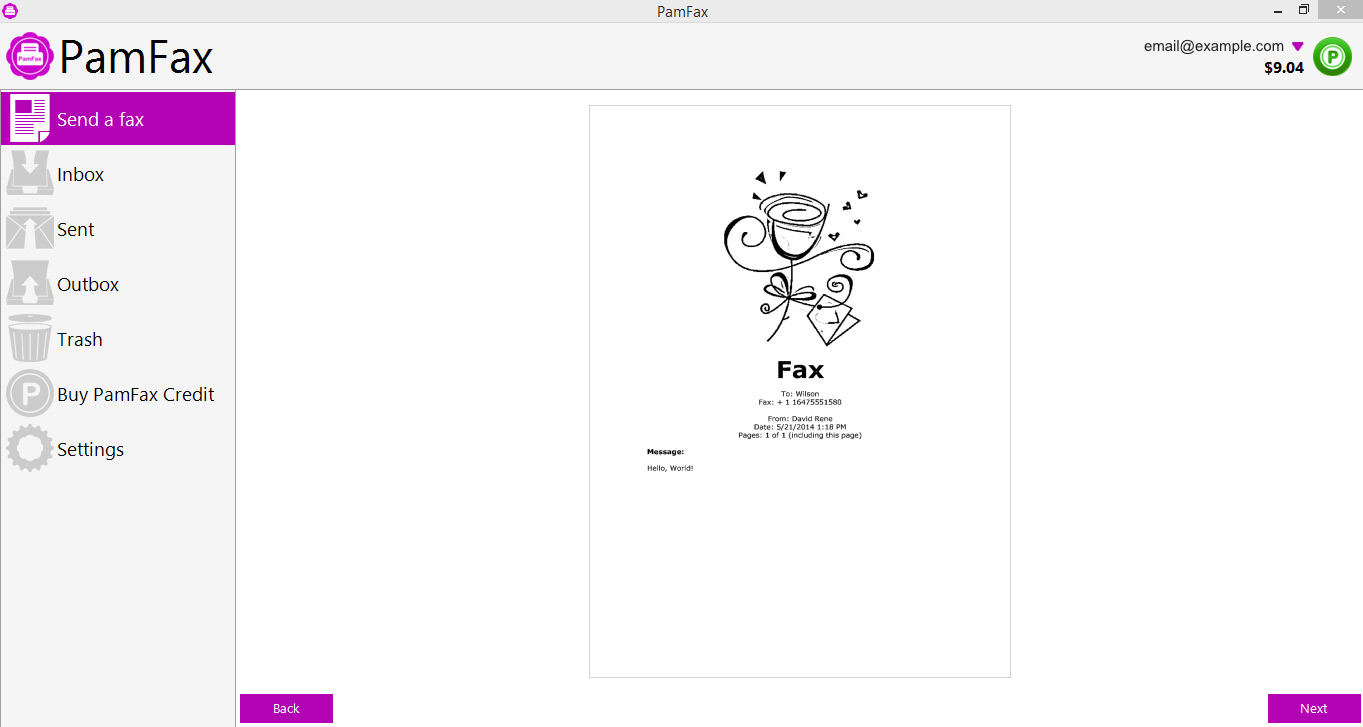 PamFax
PamFax
PamFax
email@example.com
$9.04
P
Send a fax
Inbox
Sent
Outbox
Trash
P
Buy PamFax Credit
Settings
Fax
To: Wilson
Fax: + 1 16475551580
From: David Rene
Date: 5/21/2014 1:18 PM
Pages: 1 of 1 (including this page)
Message:
Hello, World!
Back
Next